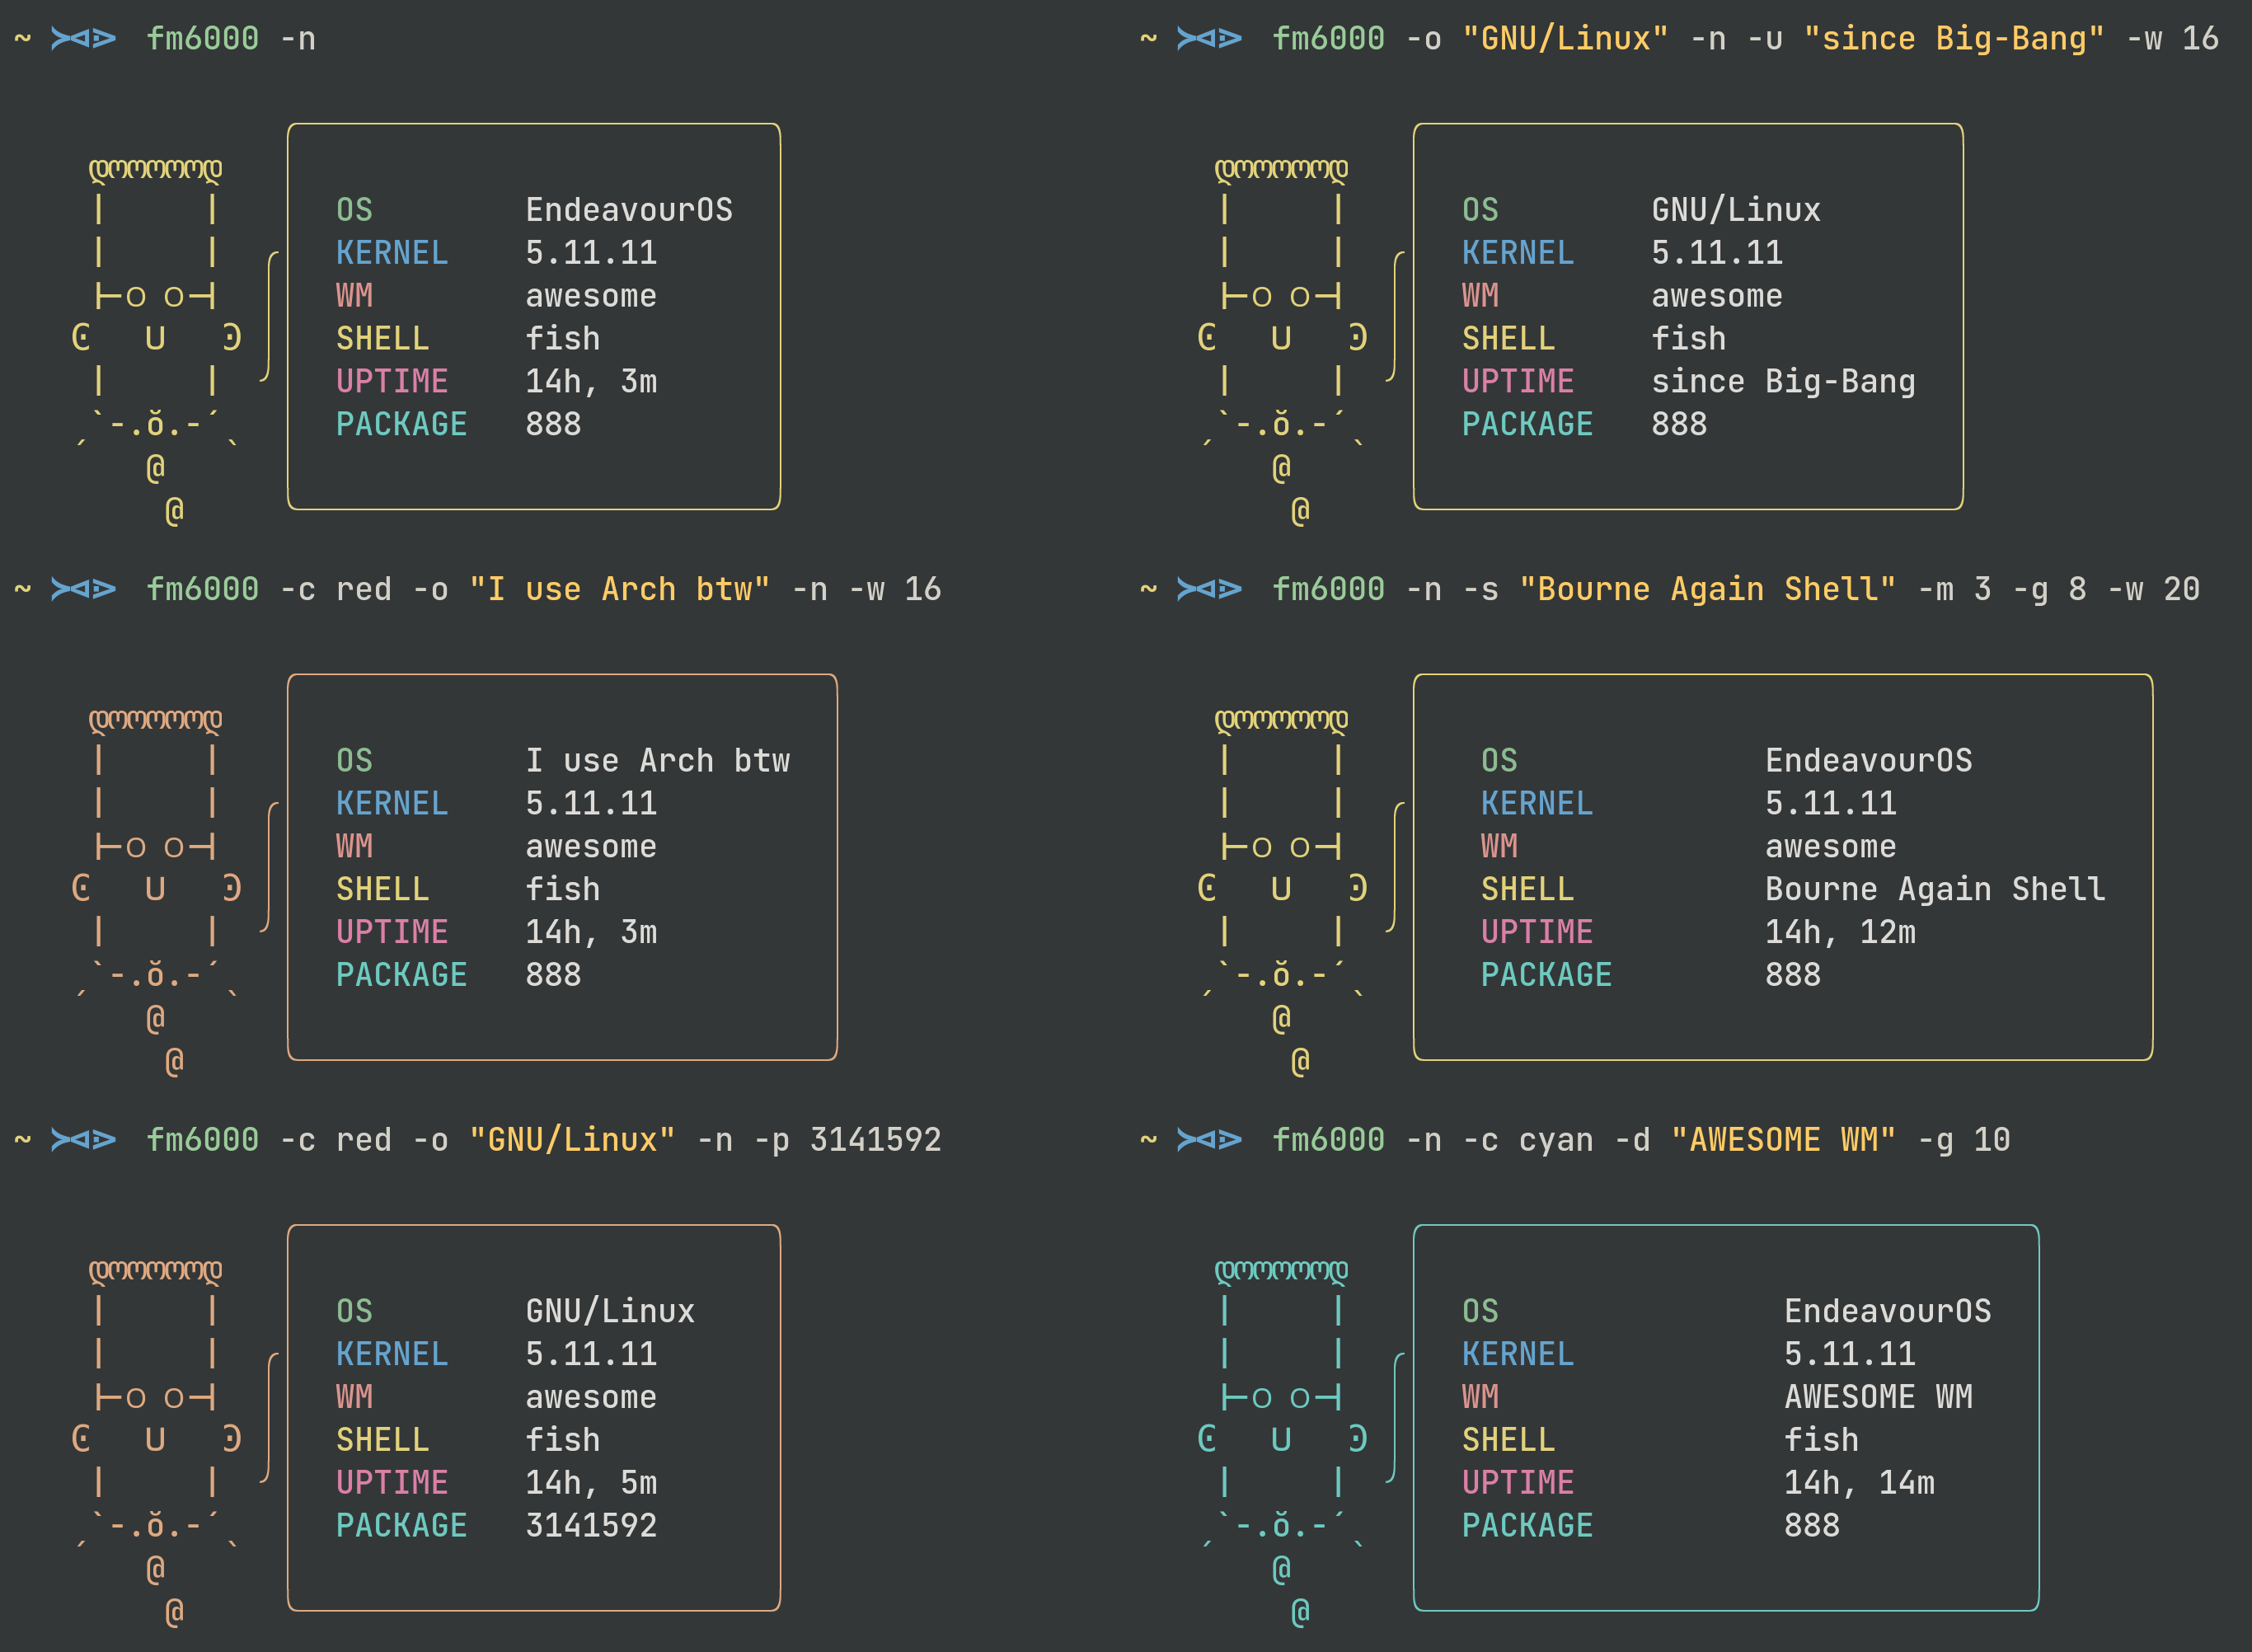 ~ ≻⊲⊵ fm6000 -n
OS EndeavourOS
KERNEL 5.11.11
WM awesome
SHELL fish
UPTIME 14h, 3m
PACKAGE 888
~ fm6000 -o "GNU/Linux" -n -u "since Big-Bang" -w 16
OS GNU/Linux
KERNEL 5.11.11
WM awesome
SHELL fish
UPTIME since Big-Bang
PACKAGE 888
~ fm6000 -c red -o "I use Arch btw" -n -w 16
OS I use Arch btw
KERNEL 5.11.11
WM awesome
SHELL fish
UPTIME 14h, 3m
PACKAGE 888
~ fm6000 -n -s "Bourne Again Shell" -m 3 -g 8 -w 20
OS EndeavourOS
KERNEL 5.11.11
WM awesome
SHELL Bourne Again Shell
UPTIME 14h, 12m
PACKAGE 888
~ fm6000 -c red -o "GNU/Linux" -n -p 3141592
OS GNU/Linux
KERNEL 5.11.11
WM awesome
SHELL fish
UPTIME 14h, 5m
PACKAGE 3141592
~ fm6000 -n -c cyan -d "AWESOME WM" -g 10
OS EndeavourOS
KERNEL 5.11.11
WM AWESOME WM
SHELL fish
UPTIME 14h, 14m
PACKAGE 888